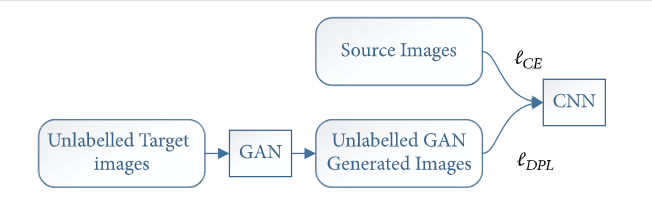 Source Images
ℓCE
CNN
Unlabelled Target
images
GAN
Unlabelled GAN
Generated Images
ℓDPL